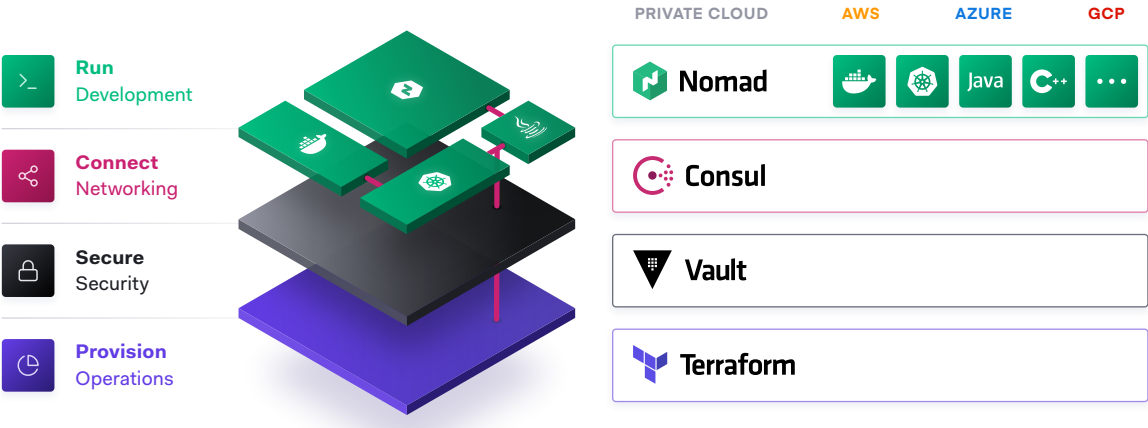 PRIVATE CLOUD AWS AZURE GCP
Run
Development
Connect
Networking
Secure
Security
Provision
Operations
Nomad Java C++
Consul
Vault
Terraform